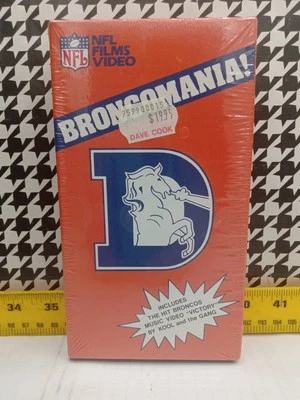 NFL
NFL
FILMS
VIDEO
BRONCOMANIA!
$19.95
DAVE COOK
D
INCLUDES
THE HIT BRONCOS
MUSIC VIDEO "VICTORY"
BY KOOL and the GANG
34
35
40
41